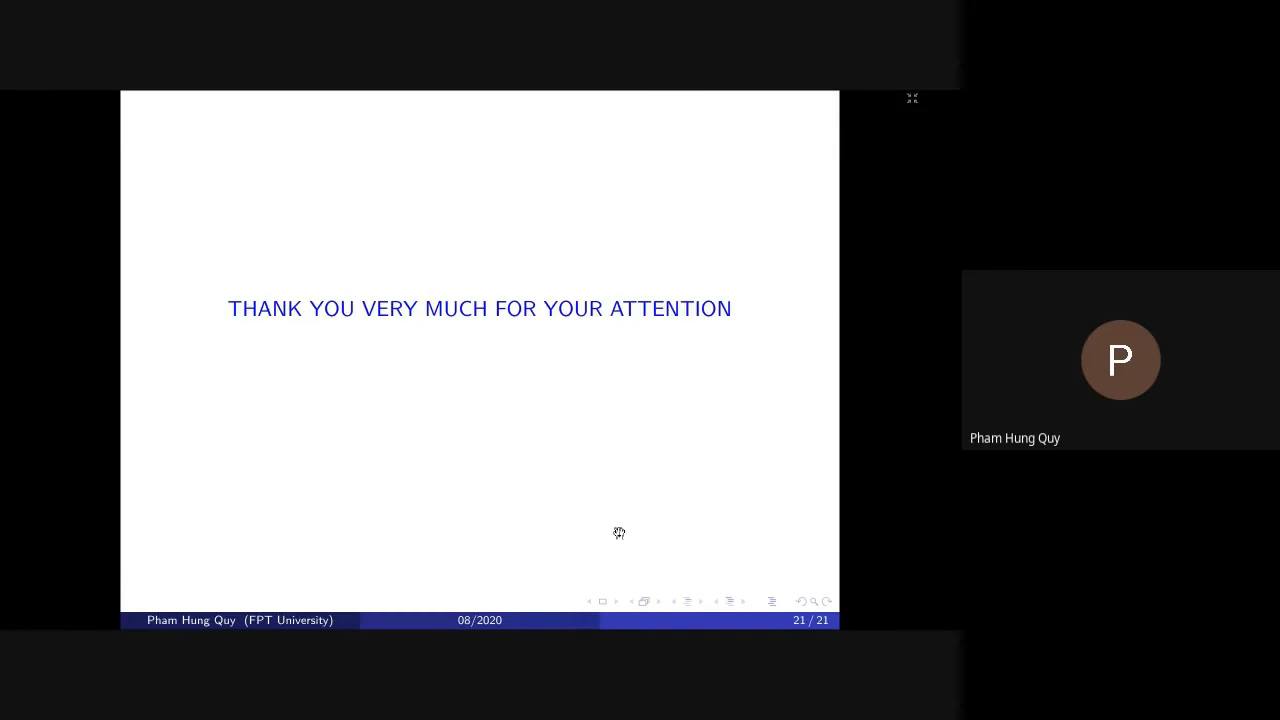 THANK YOU VERY MUCH FOR YOUR ATTENTION
P
Pham Hung Quy
Pham Hung Quy (FPT University) 08/2020 21 / 21